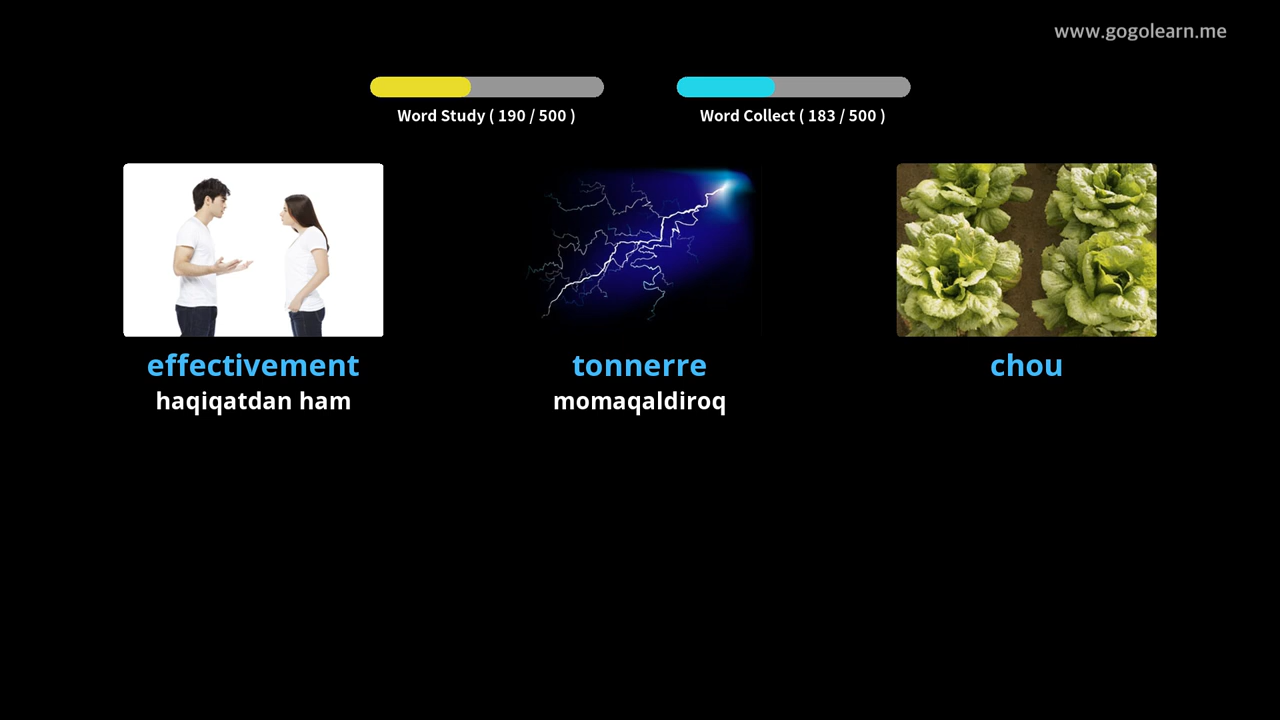 www.gogolearn.me
Word Study ( 190 / 500 )
Word Collect ( 183 / 500 )
effectivement
haqiqatdan ham
tonnerre
momaqaldiroq
chou